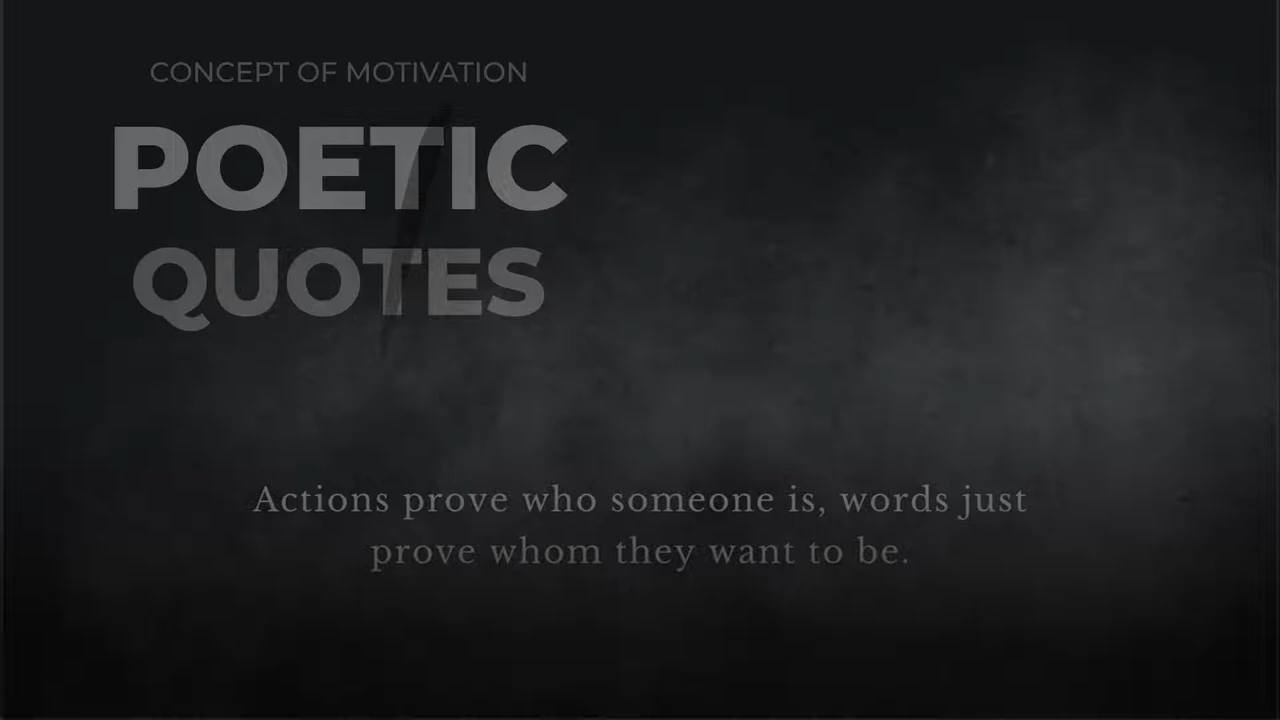 CONCEPT OF MOTIVATION
POETIC
QUOTES
Actions prove who someone is, words just
prove whom they want to be.